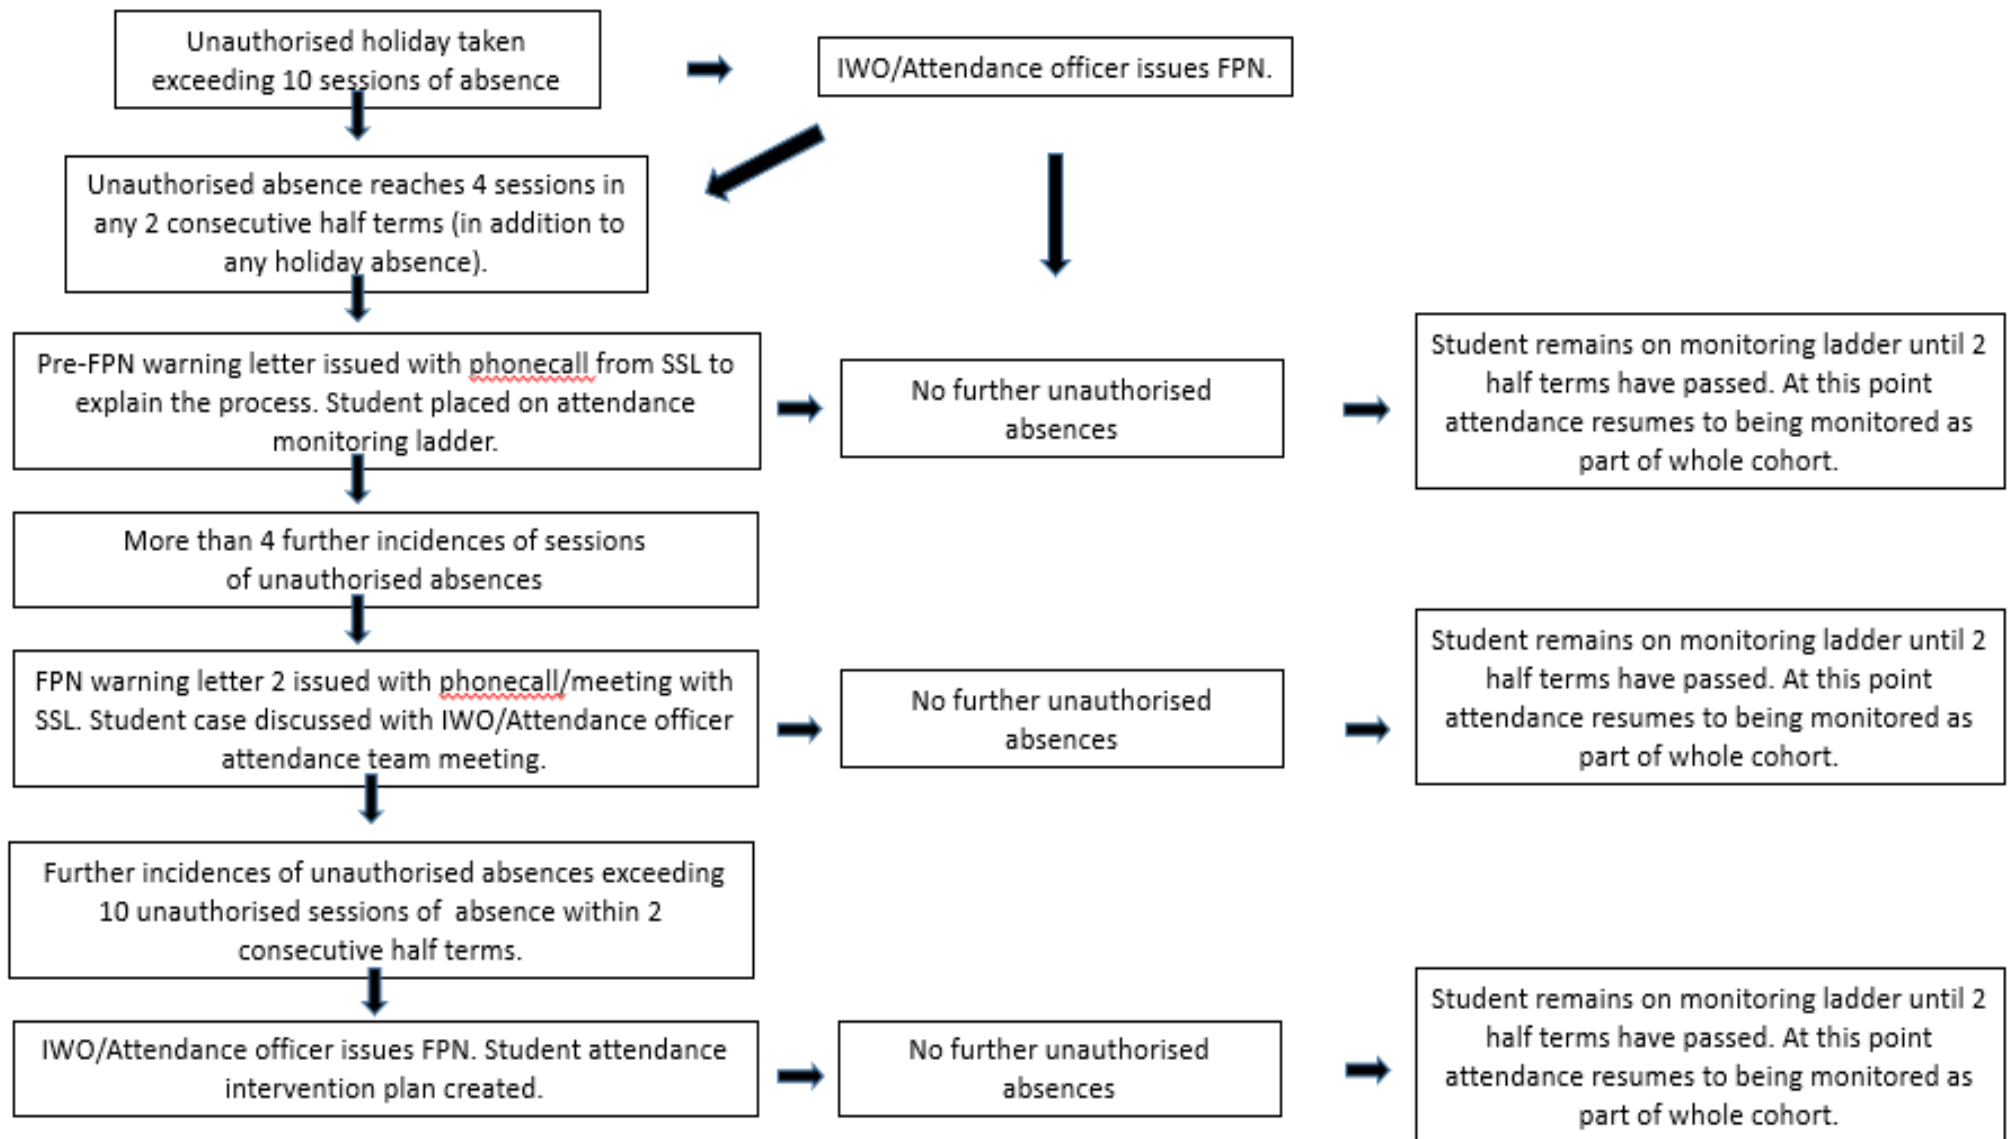 Unauthorised holiday taken
exceeding 10 sessions of absence
IWO/Attendance officer issues FPN.
Unauthorised absence reaches 4 sessions in
any 2 consecutive half terms (in addition to
any holiday absence).
Pre-FPN warning letter issued with phonecall from SSL to
explain the process. Student placed on attendance
monitoring ladder.
No further unauthorised
absences
Student remains on monitoring ladder until 2
half terms have passed. At this point
attendance resumes to being monitored as
part of whole cohort.
More than 4 further incidences of sessions
of unauthorised absences
FPN warning letter 2 issued with phonecall/meeting with
SSL. Student case discussed with IWO/Attendance officer
attendance team meeting.
No further unauthorised
absences
Student remains on monitoring ladder until 2
half terms have passed. At this point
attendance resumes to being monitored as
part of whole cohort.
Further incidences of unauthorised absences exceeding
10 unauthorised sessions of absence within 2
consecutive half terms.
IWO/Attendance officer issues FPN. Student attendance
intervention plan created.
No further unauthorised
absences
Student remains on monitoring ladder until 2
half terms have passed. At this point
attendance resumes to being monitored as
part of whole cohort.